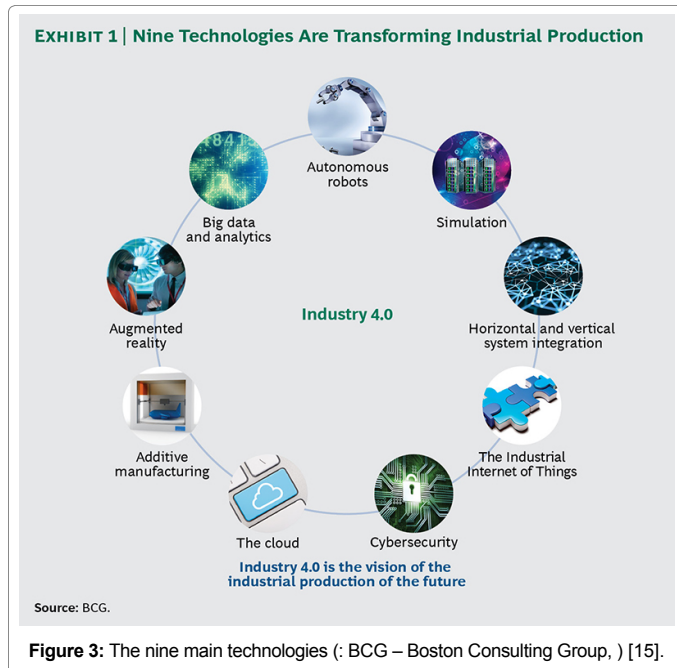 EXHIBIT 1 | Nine Technologies Are Transforming Industrial Production
Autonomous
robots
Simulation
Horizontal and vertical
system integration
The Industrial
Internet of Things
Cybersecurity
The cloud
Additive
manufacturing
Augmented
reality
Big data
and analytics
Industry 4.0
Industry 4.0 is the vision of the
industrial production of the future
Source: BCG.
Figure 3: The nine main technologies (: BCG – Boston Consulting Group, ) [15].